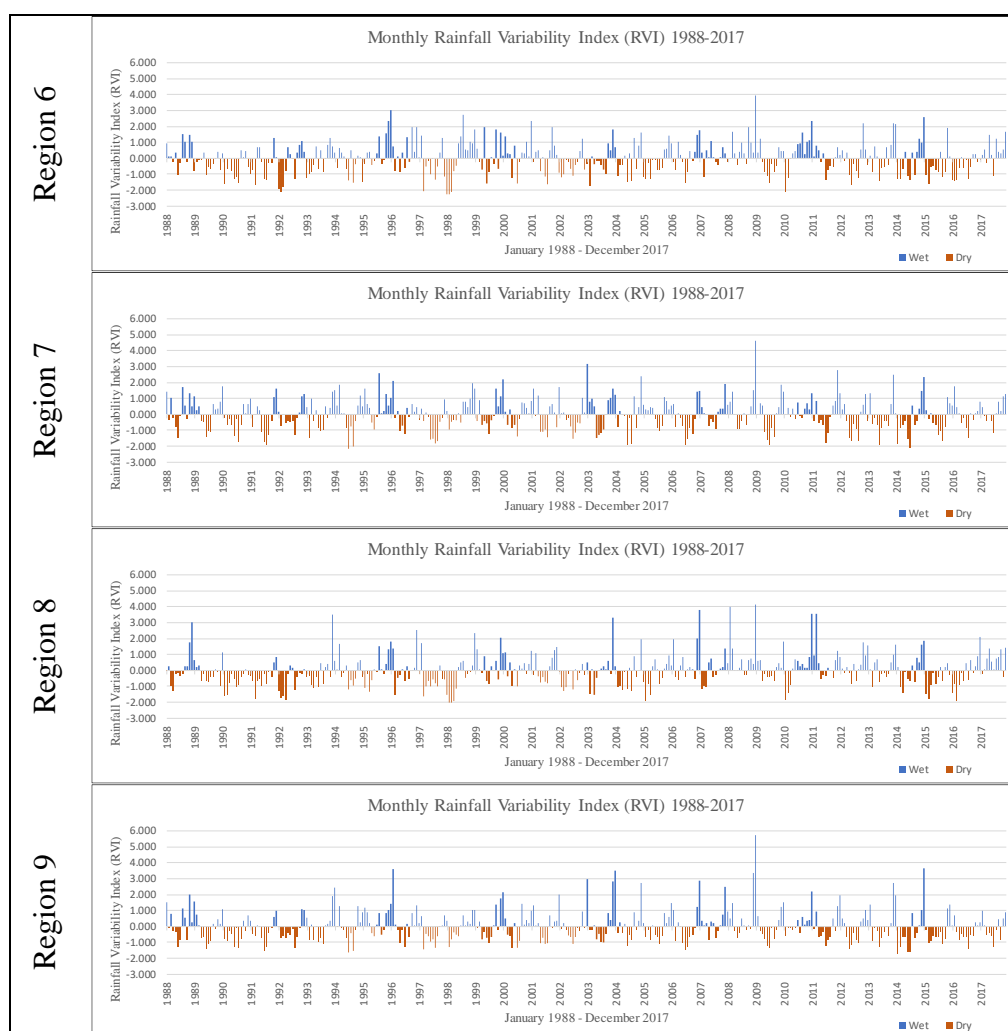 Region 6
Monthly Rainfall Variability Index (RVI) 1988-2017
Rainfall Variability Index (RVI)
6.000
5.000
4.000
3.000
2.000
1.000
0.000
-1.000
-2.000
-3.000
1988 1989 1990 1991 1992 1993 1994 1995 1996 1997 1998 1999 2000 2001 2002 2003 2004 2005 2006 2007 2008 2009 2010 2011 2012 2013 2014 2015 2016 2017
January 1988 - December 2017
Wet Dry
Region 7
Monthly Rainfall Variability Index (RVI) 1988-2017
Rainfall Variability Index (RVI)
6.000
5.000
4.000
3.000
2.000
1.000
0.000
-1.000
-2.000
-3.000
1988 1989 1990 1991 1992 1993 1994 1995 1996 1997 1998 1999 2000 2001 2002 2003 2004 2005 2006 2007 2008 2009 2010 2011 2012 2013 2014 2015 2016 2017
January 1988 - December 2017
Wet Dry
Region 8
Monthly Rainfall Variability Index (RVI) 1988-2017
Rainfall Variability Index (RVI)
6.000
5.000
4.000
3.000
2.000
1.000
0.000
-1.000
-2.000
-3.000
1988 1989 1990 1991 1992 1993 1994 1995 1996 1997 1998 1999 2000 2001 2002 2003 2004 2005 2006 2007 2008 2009 2010 2011 2012 2013 2014 2015 2016 2017
January 1988 - December 2017
Wet Dry
Region 9
Monthly Rainfall Variability Index (RVI) 1988-2017
Rainfall Variability Index (RVI)
6.000
5.000
4.000
3.000
2.000
1.000
0.000
-1.000
-2.000
-3.000
1988 1989 1990 1991 1992 1993 1994 1995 1996 1997 1998 1999 2000 2001 2002 2003 2004 2005 2006 2007 2008 2009 2010 2011 2012 2013 2014 2015 2016 2017
January 1988 - December 2017
Wet Dry